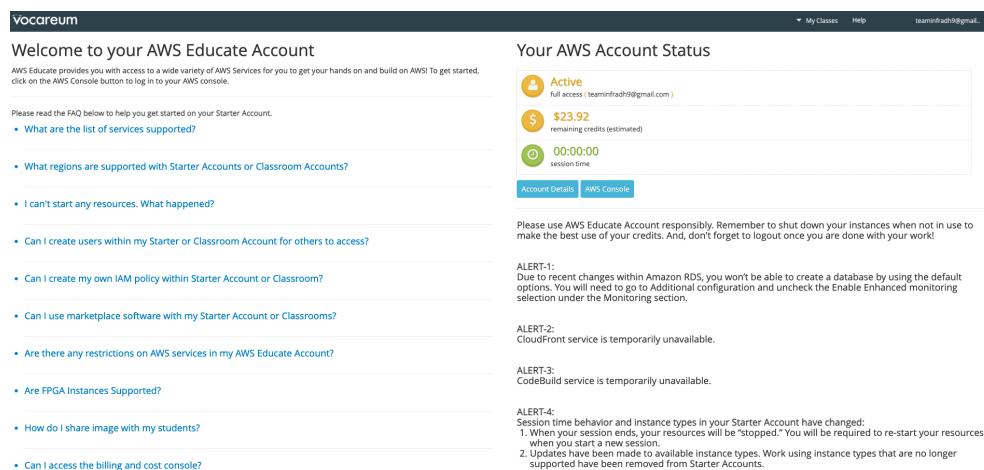 vocareum
My Classes
Help
teaminfradh9@gmail..
Welcome to your AWS Educate Account
AWS Educate provides you with access to a wide variety of AWS Services for you to get your hands on and build on AWS! To get started,
click on the AWS Console button to log in to your AWS console.
Please read the FAQ below to help you get started on your Starter Account.
• What are the list of services supported?
• What regions are supported with Starter Accounts or Classroom Accounts?
• I can't start any resources. What happened?
• Can I create users within my Starter or Classroom Account for others to access?
• Can I create my own IAM policy within Starter Account or Classroom?
• Can I use marketplace software with my Starter Account or Classrooms?
• Are there any restrictions on AWS services in my AWS Educate Account?
• Are FPGA Instances Supported?
• How do I share image with my students?
• Can I access the billing and cost console?
Your AWS Account Status
Active
full access ( teaminfradh9@gmail.com )
$
$23.92
remaining credits (estimated)
00:00:00
session time
Account Details
AWS Console
Please use AWS Educate Account responsibly. Remember to shut down your instances when not in use to
make the best use of your credits. And, don't forget to logout once you are done with your work!
ALERT-1:
Due to recent changes within Amazon RDS, you won't be able to create a database by using the default
options. You will need to go to Additional configuration and uncheck the Enable Enhanced monitoring
selection under the Monitoring section.
ALERT-2:
CloudFront service is temporarily unavailable.
ALERT-3:
CodeBuild service is temporarily unavailable.
ALERT-4:
Session time behavior and instance types in your Starter Account have changed:
1. When your session ends, your resources will be “stopped.” You will be required to re-start your resources
when you start a new session.
2. Updates have been made to available instance types. Work using instance types that are no longer
supported have been removed from Starter Accounts.